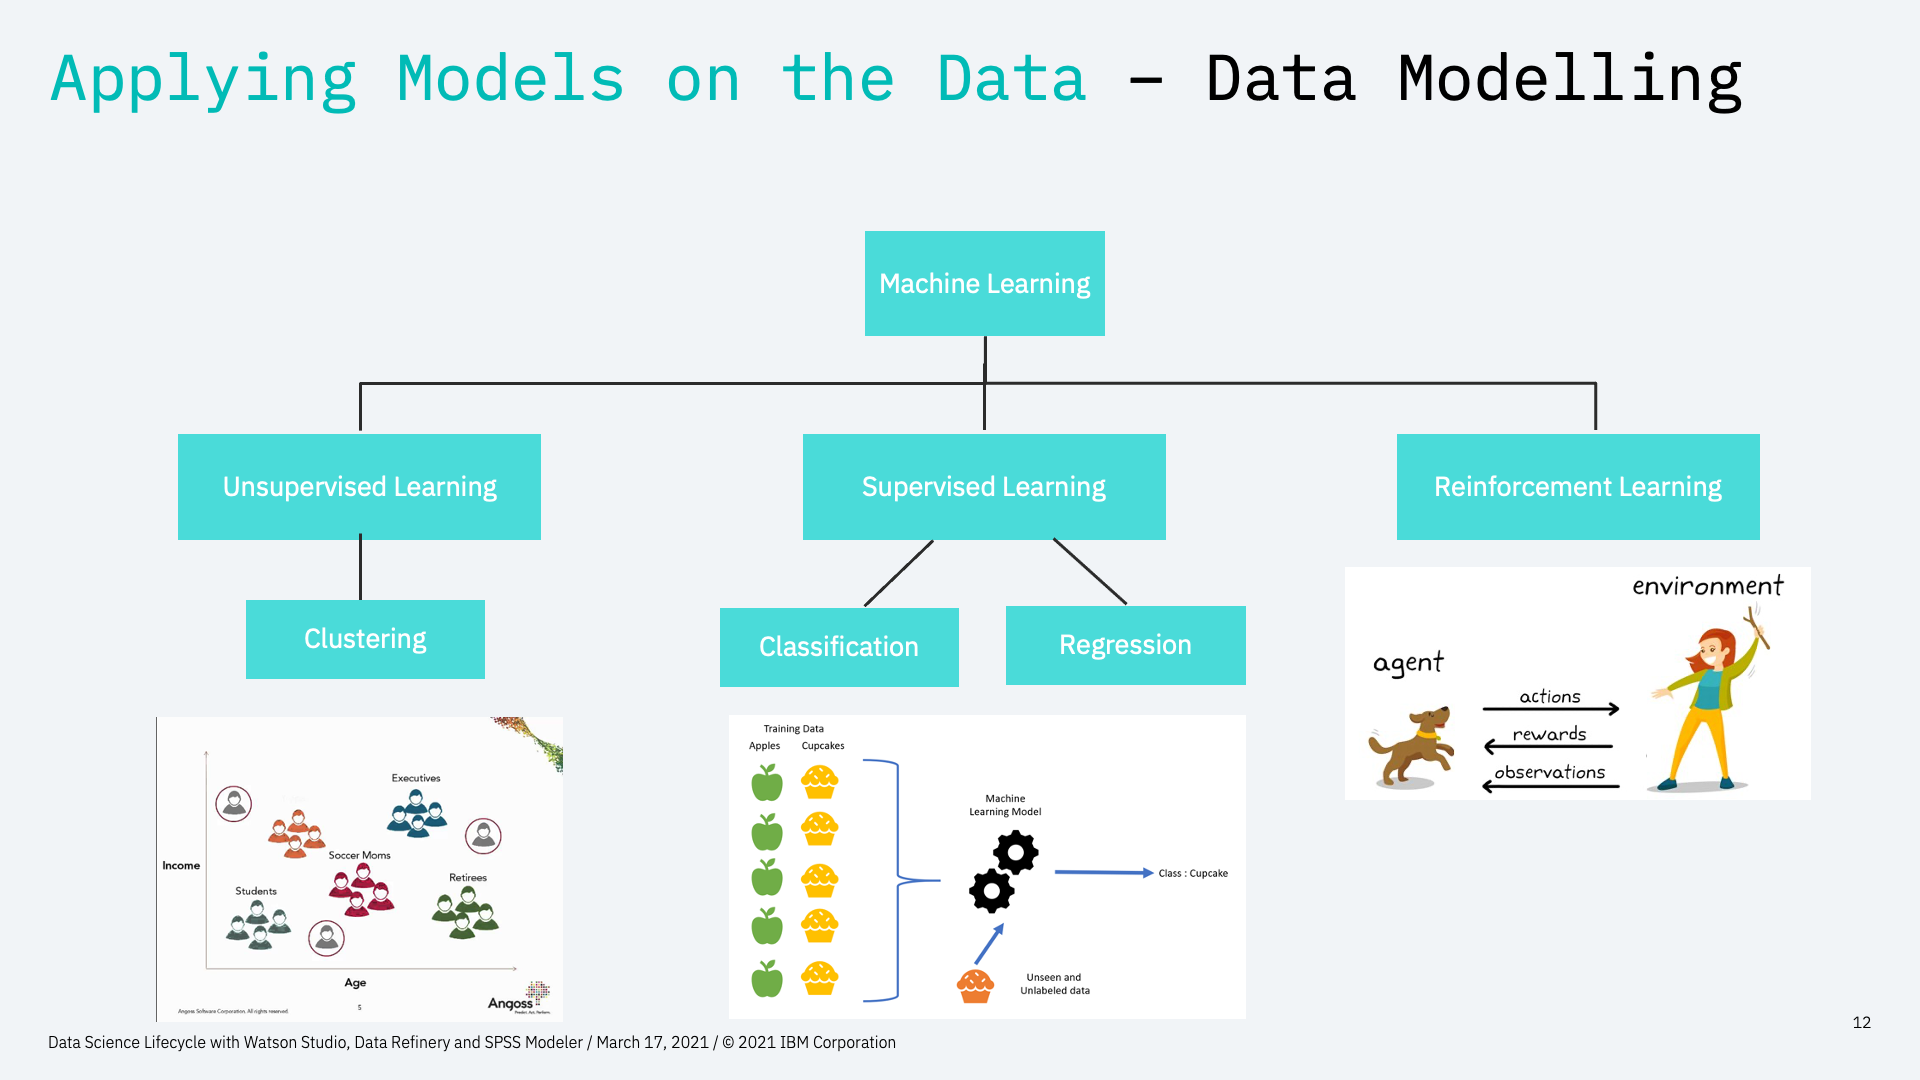 Applying Models on the Data – Data Modelling
Machine Learning
Unsupervised Learning
Supervised Learning
Reinforcement Learning
Clustering
Classification
Regression
Executives
Income
Soccer Moms
Students
Retirees
Age
Angoss
Angoss Software Corporation. All rights reserved.
5
Training Data
Apples Cupcakes
Machine
Learning Model
Class : Cupcake
Unseen and
Unlabeled data
environment
agent
actions
rewards
observations
12
Data Science Lifecycle with Watson Studio, Data Refinery and SPSS Modeler / March 17, 2021 / © 2021 IBM Corporation